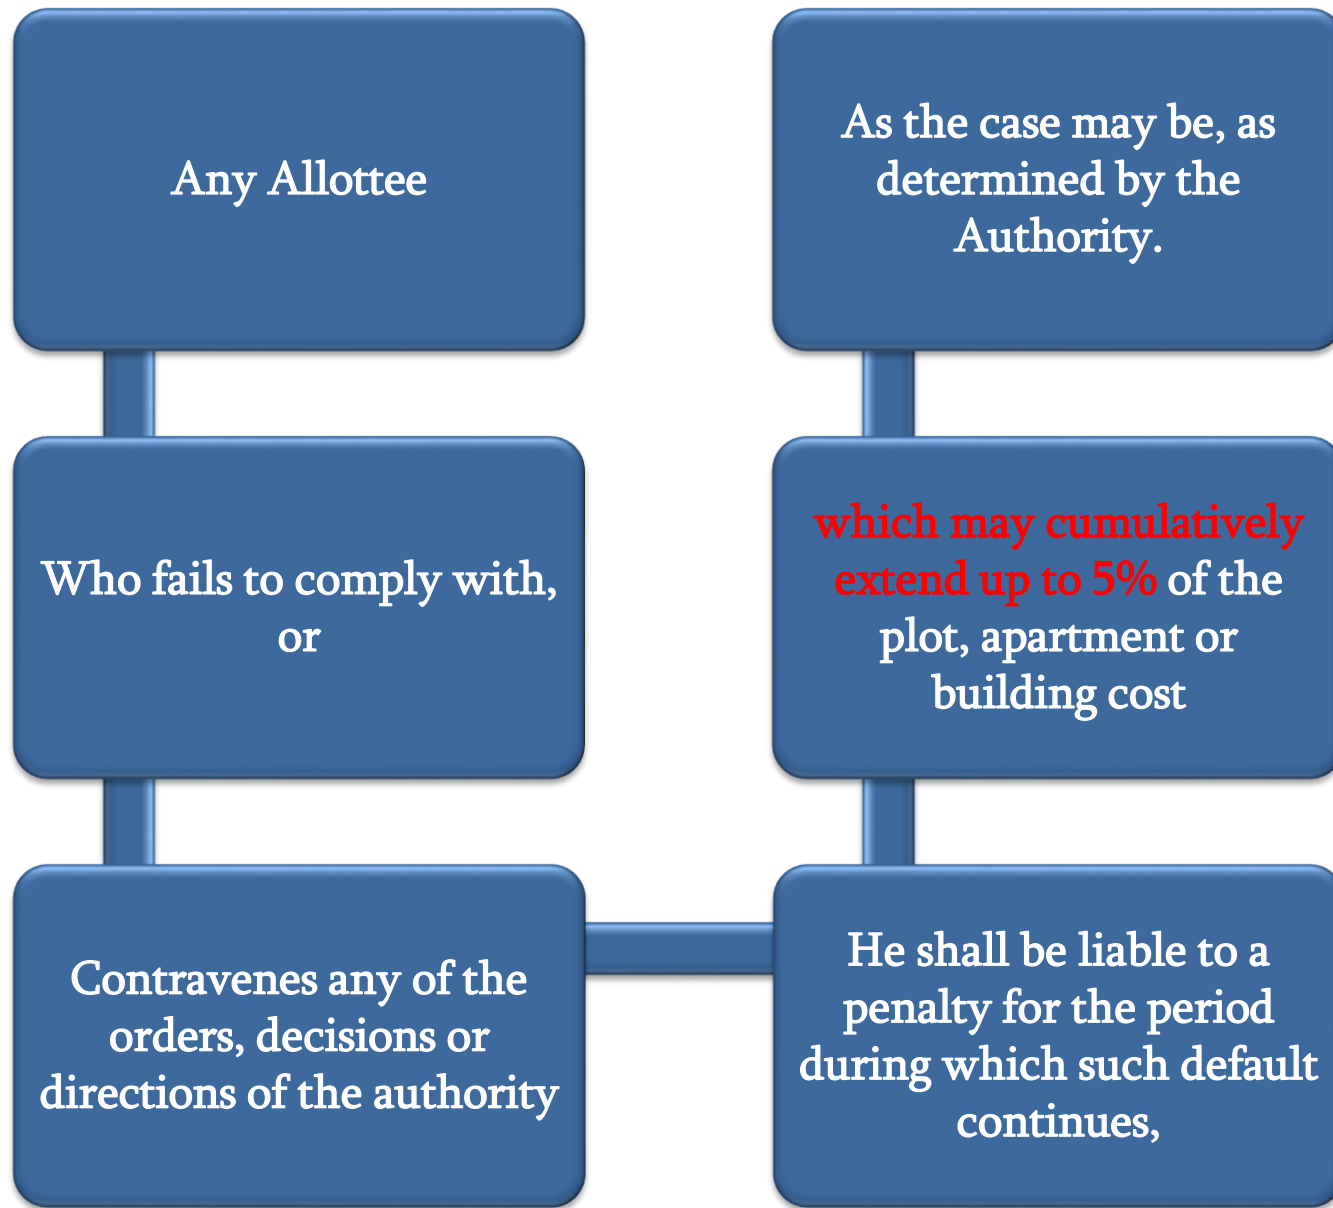 Any Allottee
Who fails to comply with,
or
Contravenes any of the
orders, decisions or
directions of the authority
He shall be liable to a
penalty for the period
during which such default
continues,
which may cumulatively
extend up to 5% of the
plot, apartment or
building cost
As the case may be, as
determined by the
Authority.